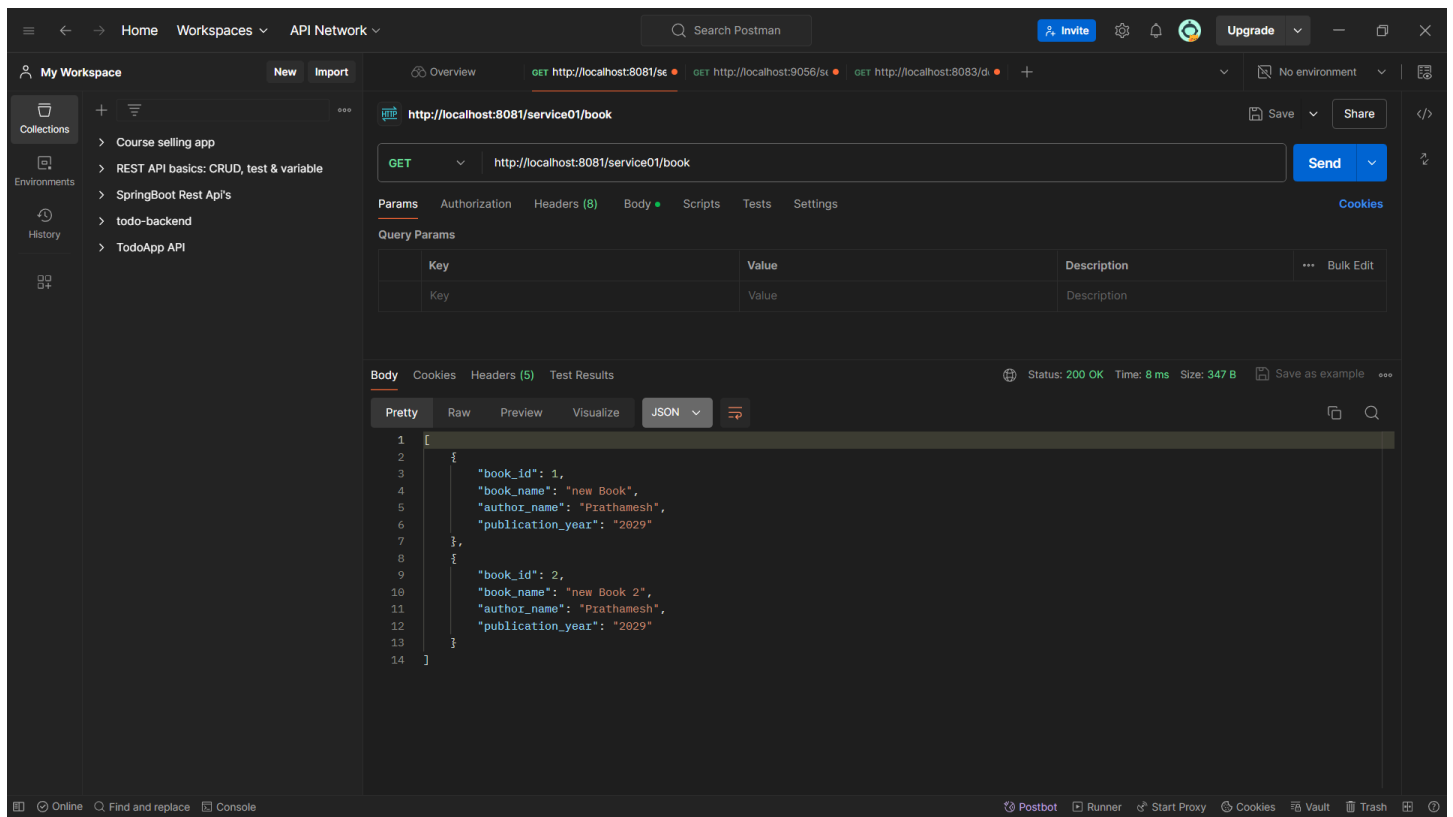 Home Workspaces API Network Search Postman Invite Upgrade
My Workspace New Import Overview GET http://localhost:8081/se GET http://localhost:9056/se GET http://localhost:8083/d No environment
Collections
Environments
History
Course selling app
REST API basics: CRUD, test & variable
SpringBoot Rest Api's
todo-backend
TodoApp API
HTTP http://localhost:8081/service01/book Save Share
GET http://localhost:8081/service01/book Send
Params Authorization Headers (8) Body Scripts Tests Settings Cookies
Query Params
Key Value Description Bulk Edit
Key Value Description
Body Cookies Headers (5) Test Results Status: 200 OK Time: 8 ms Size: 347 B Save as example
Pretty Raw Preview Visualize JSON
1 [
2 {
3 "book_id": 1,
4 "book_name": "new Book",
5 "author_name": "Prathamesh",
6 "publication_year": "2029"
7 },
8 {
9 "book_id": 2,
10 "book_name": "new Book 2",
11 "author_name": "Prathamesh",
12 "publication_year": "2029"
13 }
14 ]
Online Find and replace Console Postbot Runner Start Proxy Cookies Vault Trash